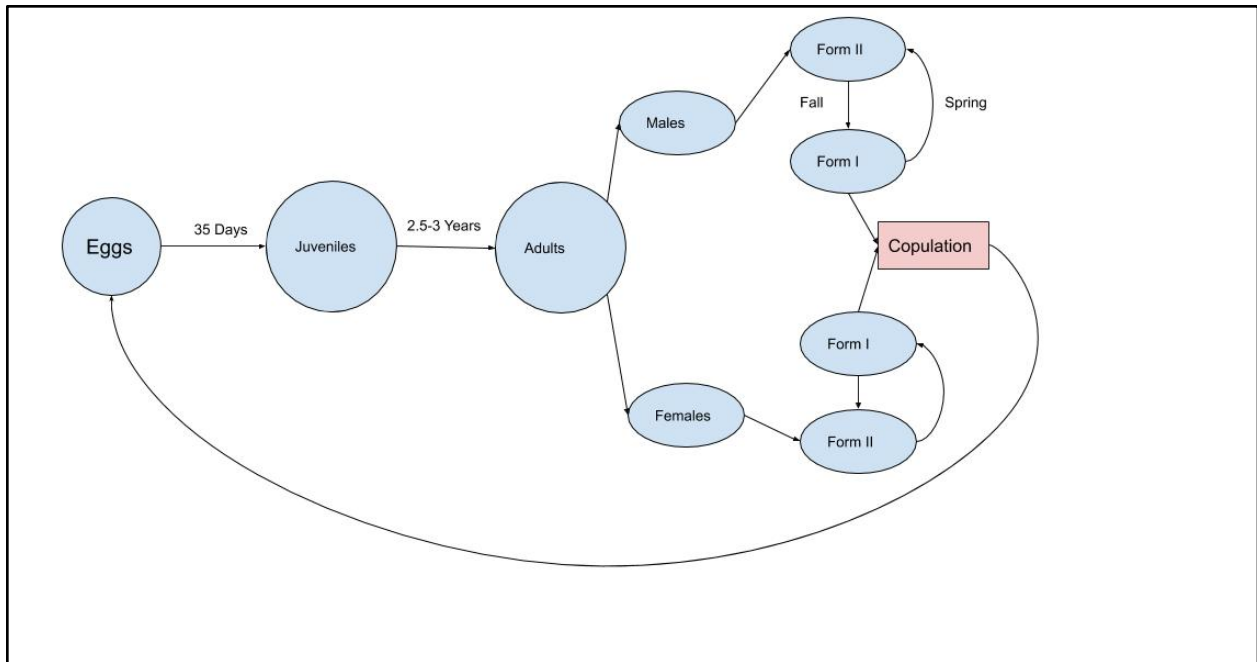 Eggs
35 Days
Juveniles
2.5-3 Years
Adults
Males
Form II
Fall
Spring
Form I
Copulation
Form I
Females
Form II